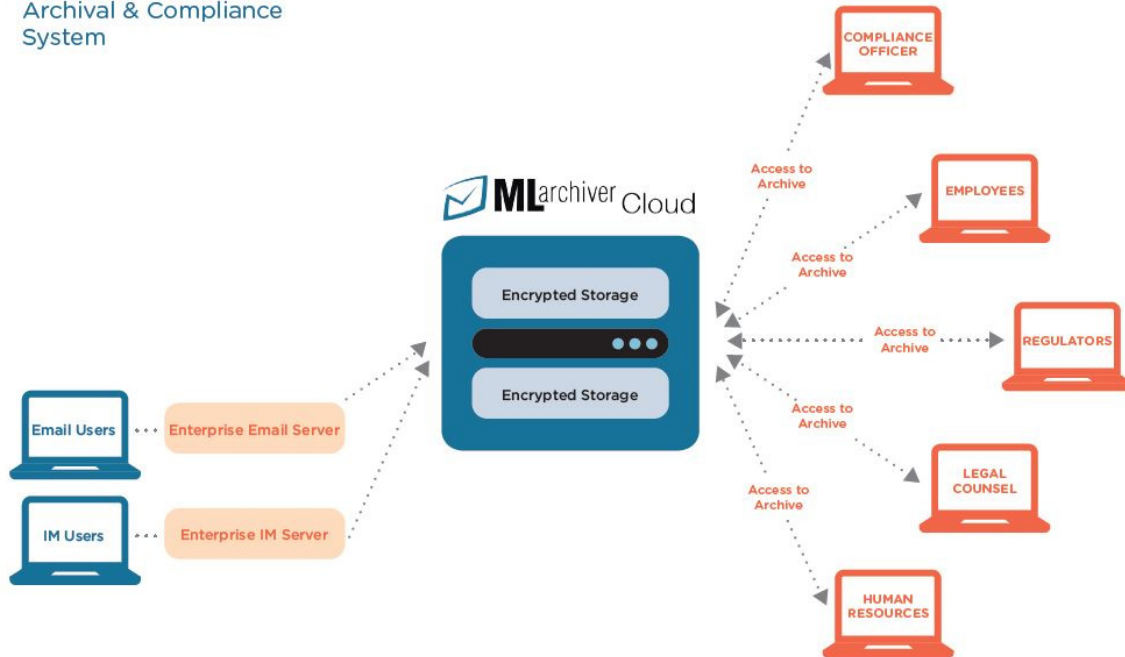 Archival & Compliance
System
COMPLIANCE
OFFICER
Access to
Archive
EMPLOYEES
MLarchiver Cloud
Access to
Archive
Encrypted Storage
Access to
Archive
REGULATORS
Encrypted Storage
Email Users
Enterprise Email Server
Access to
Archive
LEGAL
COUNSEL
Access to
Archive
IM Users
Enterprise IM Server
HUMAN
RESOURCES